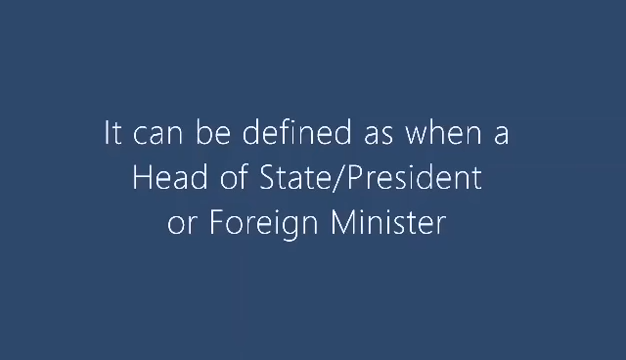 It can be defined as when a
Head of State/President
or Foreign Minister